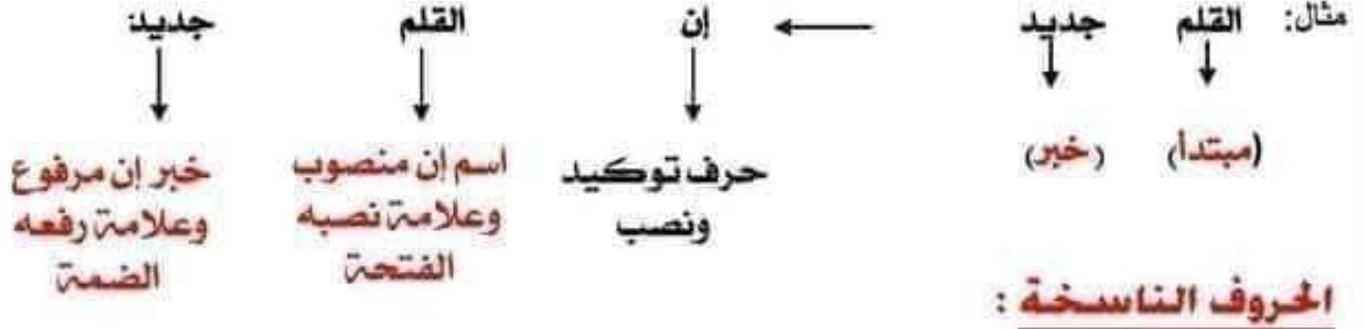 مثال: القلم جديد ← إن القلم جديد
(مبتدأ) (خبر)
حرف توكيد
ونصب
اسم إن منصوب
وعلامة نصبه
الفتحة
خبر إن مرفوع
وعلامة رفعه
الضمة
الحروف الناسخة :